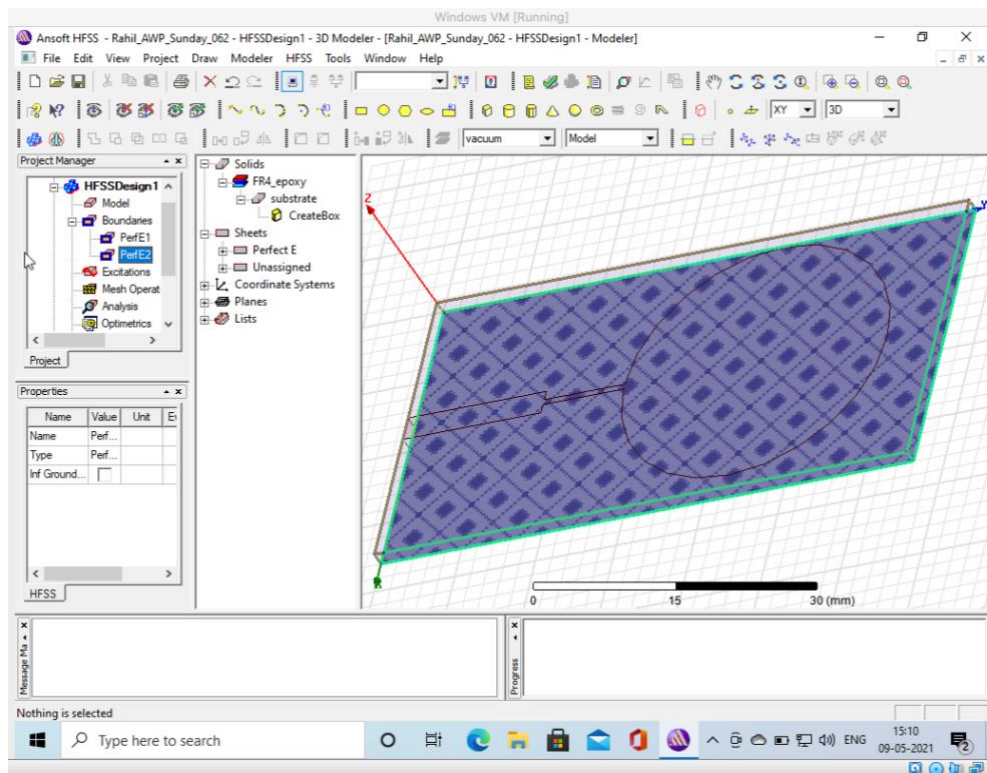 Windows VM [Running]
Ansoft HFSS - Rahil_AWP_Sunday_062 - HFSSDesign1 - 3D Modeler - [Rahil_AWP_Sunday_062 - HFSSDesign1 - Modeler]
File Edit View Project Draw Modeler HFSS Tools Window Help
XY 3D
vacuum Model
Project Manager
HFSSDesign1
Model
Boundaries
PerfE1
PerfE2
Excitations
Mesh Operat
Analysis
Optimetrics
Project
Properties
Name Value Unit Ev
Name Perf...
Type Perf...
Inf Ground...
HFSS
Solids
FR4_epoxy
substrate
CreateBox
Sheets
Perfect E
Unassigned
Coordinate Systems
Planes
Lists
Z
0 15 30 (mm)
Message Ma
Progress
Nothing is selected
Type here to search
ENG
15:10
09-05-2021
2